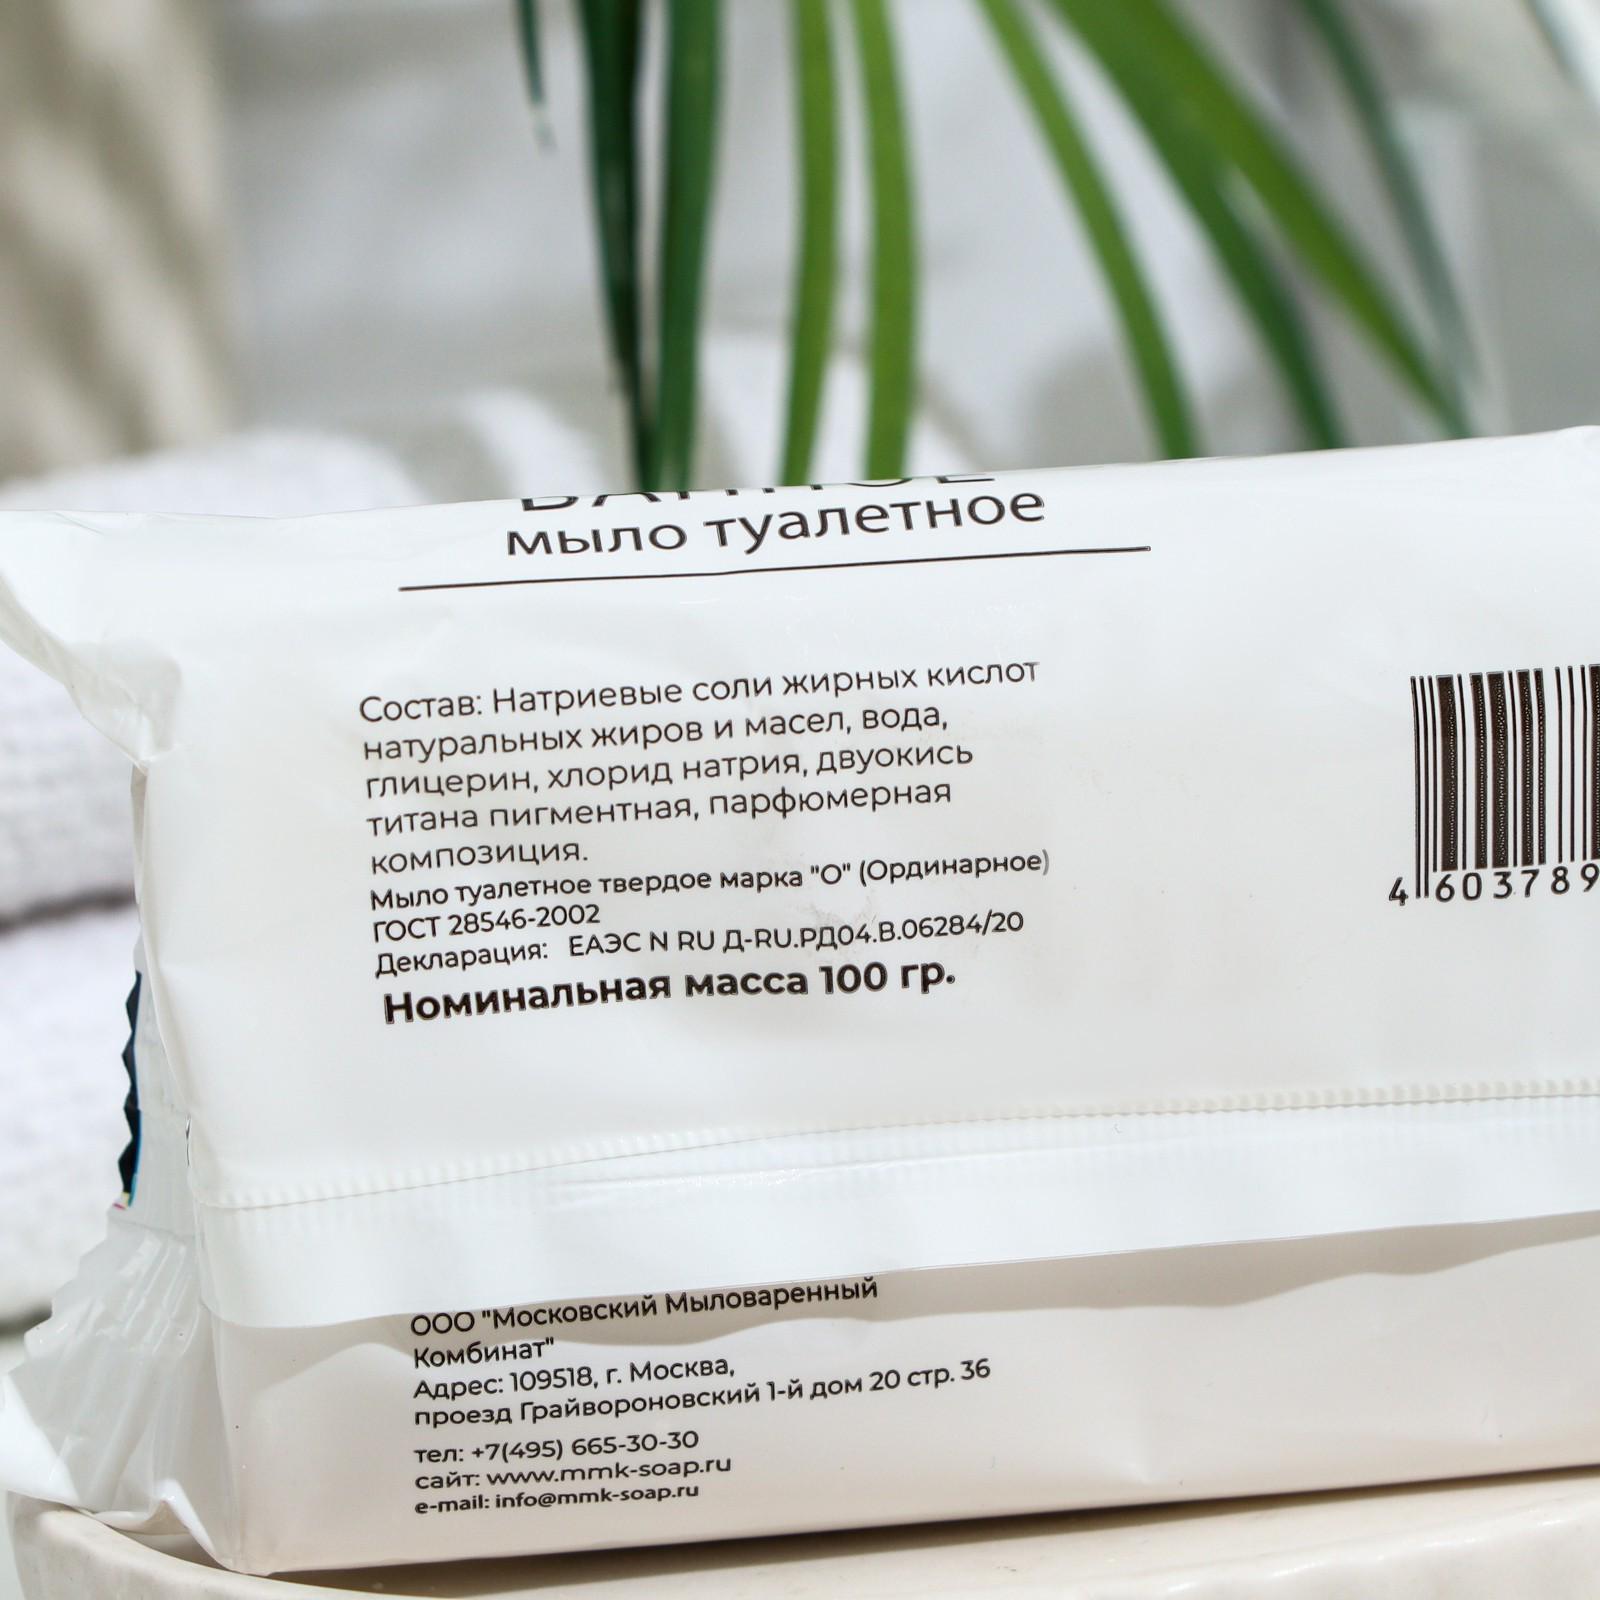 мыло туалетное
Состав: Натриевые соли жирных кислот
натуральных жиров и масел, вода,
глицерин, хлорид натрия, двуокись
титана пигментная, парфюмерная
композиция.
Мыло туалетное твердое марка "О" (Ординарное)
ГОСТ 28546-2002
Декларация: ЕАЭС N RU Д-RU.РД04.В.06284/20
Номинальная масса 100 гр.
4 603789
ООО "Московский Мыловаренный
Комбинат"
Адрес: 109518, г. Москва,
проезд Грайвороновский 1-й дом 20 стр. 36
тел: +7(495) 665-30-30
сайт: www.mmk-soap.ru
e-mail: info@mmk-soap.ru